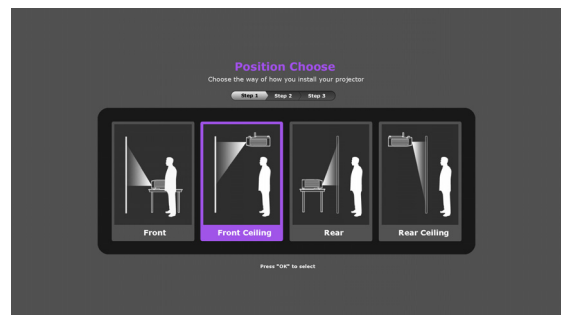 Position Choose
Choose the way of how you install your projector
Step 1 Step 2 Step 3
Front Front Ceiling Rear Rear Ceiling
Press "OK" to select